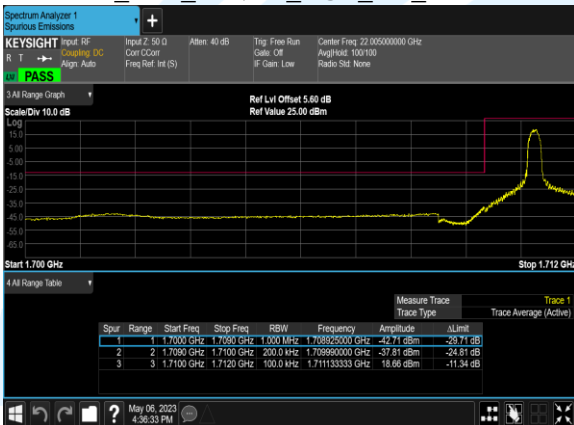 Spectrum Analyzer 1
Spurious Emissions
KEYSIGHT
R T
LXI PASS
Input: RF
Coupling: DC
Align: Auto
Input Z: 50 Ω
Corr CCorr
Freq Ref: Int (S)
Atten: 40 dB
Trig: Free Run
Gate: Off
IF Gain: Low
Center Freq: 22.005000000 GHz
Avg|Hold: 100/100
Radio Std: None
3 All Range Graph
Scale/Div 10.0 dB
Ref Lvl Offset 5.60 dB
Ref Value 25.00 dBm
Log
15.0
5.00
-5.00
-15.0
-25.0
-35.0
-45.0
-55.0
-65.0
Start 1.700 GHz
Stop 1.712 GHz
4 All Range Table
Measure Trace Trace 1
Trace Type Trace Average (Active)
Spur Range Start Freq Stop Freq RBW Frequency Amplitude ΔLimit
1 1 1.7000 GHz 1.7090 GHz 1.000 MHz 1.708925000 GHz -42.71 dBm -29.71 dB
2 2 1.7090 GHz 1.7100 GHz 200.0 kHz 1.709990000 GHz -37.81 dBm -24.81 dB
3 3 1.7100 GHz 1.7120 GHz 100.0 kHz 1.711133333 GHz 18.66 dBm -11.34 dB
?
May 06, 2023
4:36:33 PM